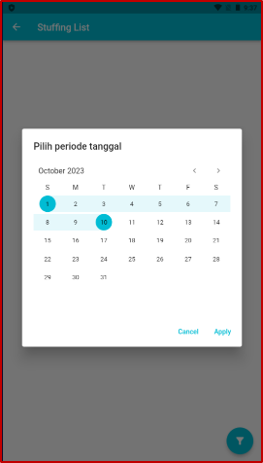 Stuffing List
Pilih periode tanggal
October 2023
S M T W T F S
1 2 3 4 5 6 7
8 9 10 11 12 13 14
15 16 17 18 19 20 21
22 23 24 25 26 27 28
29 30 31
Cancel Apply